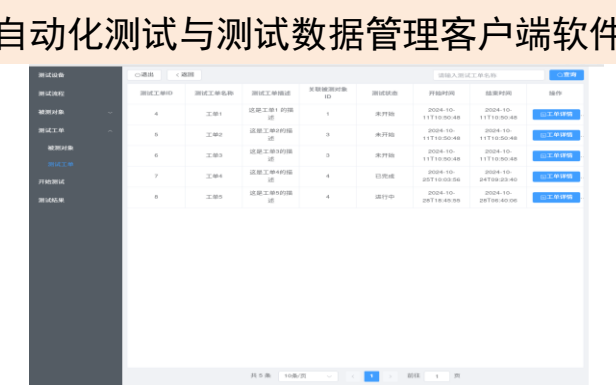 自动化测试与测试数据管理客户端软件
测试设备
测试流程
被测对象
测试工单
被测对象
测试工单
开始测试
测试结果
退出 < 返回 请输入测试工单名称 查询
测试工单ID 测试工单名称 测试工单描述 关联被测对象ID 测试状态 开始时间 结束时间 操作
4 工单1 这是工单1 的描述 1 未开始 2024-10-11T10:50:48 2024-10-11T10:50:48 工单详情
5 工单2 这是工单2的描述 3 未开始 2024-10-11T10:50:48 2024-10-11T10:50:48 工单详情
6 工单3 这是工单3的描述 3 未开始 2024-10-11T10:50:48 2024-10-11T10:50:48 工单详情
7 工单4 这是工单4的描述 4 已完成 工单详情
8 工单5 这是工单5的描述 4 进行中 工单详情
共 5 条 10条/页 < 1 > 前往 1 页